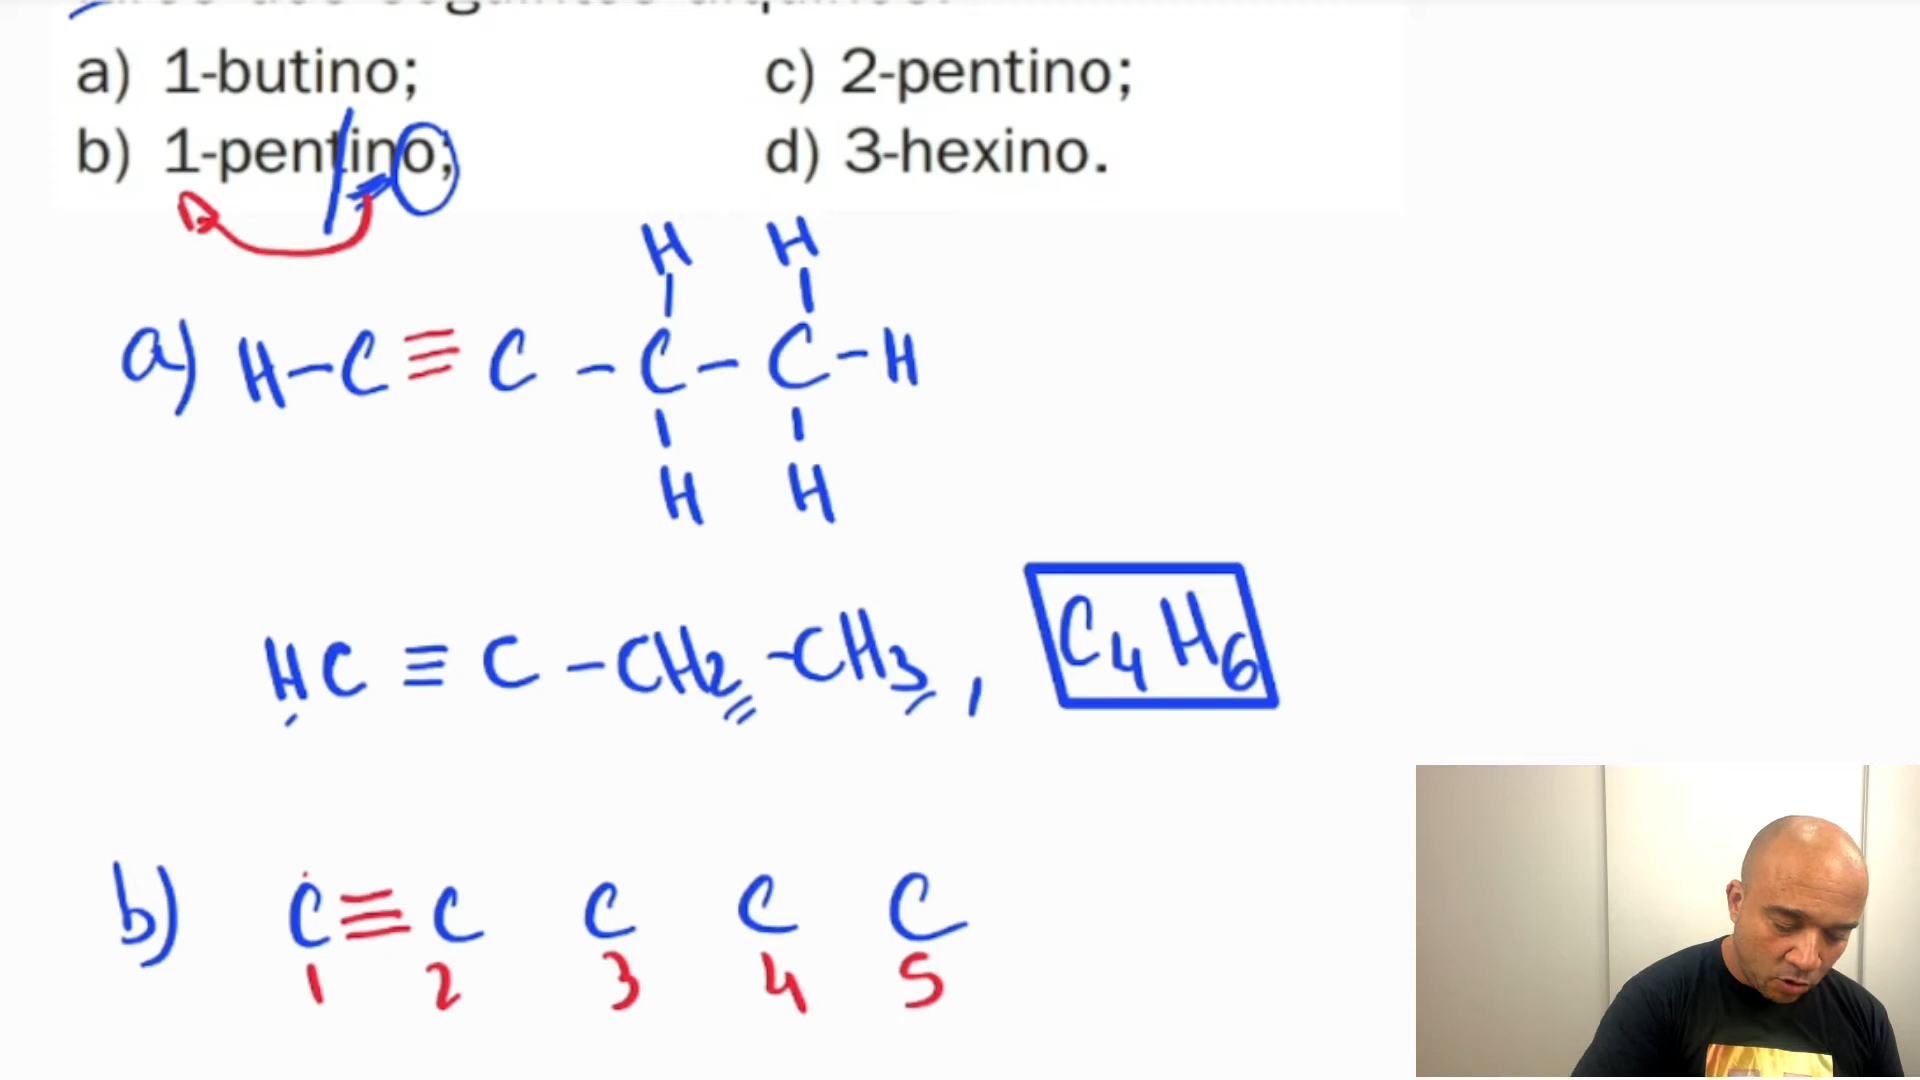 a) 1-butino;
b) 1-pentino;
c) 2-pentino;
d) 3-hexino.
H H
a) H-C≡C-C-C-H
H H
HC≡C-CH2-CH3, C4H6
b) C≡C C C C
1 2 3 4 5